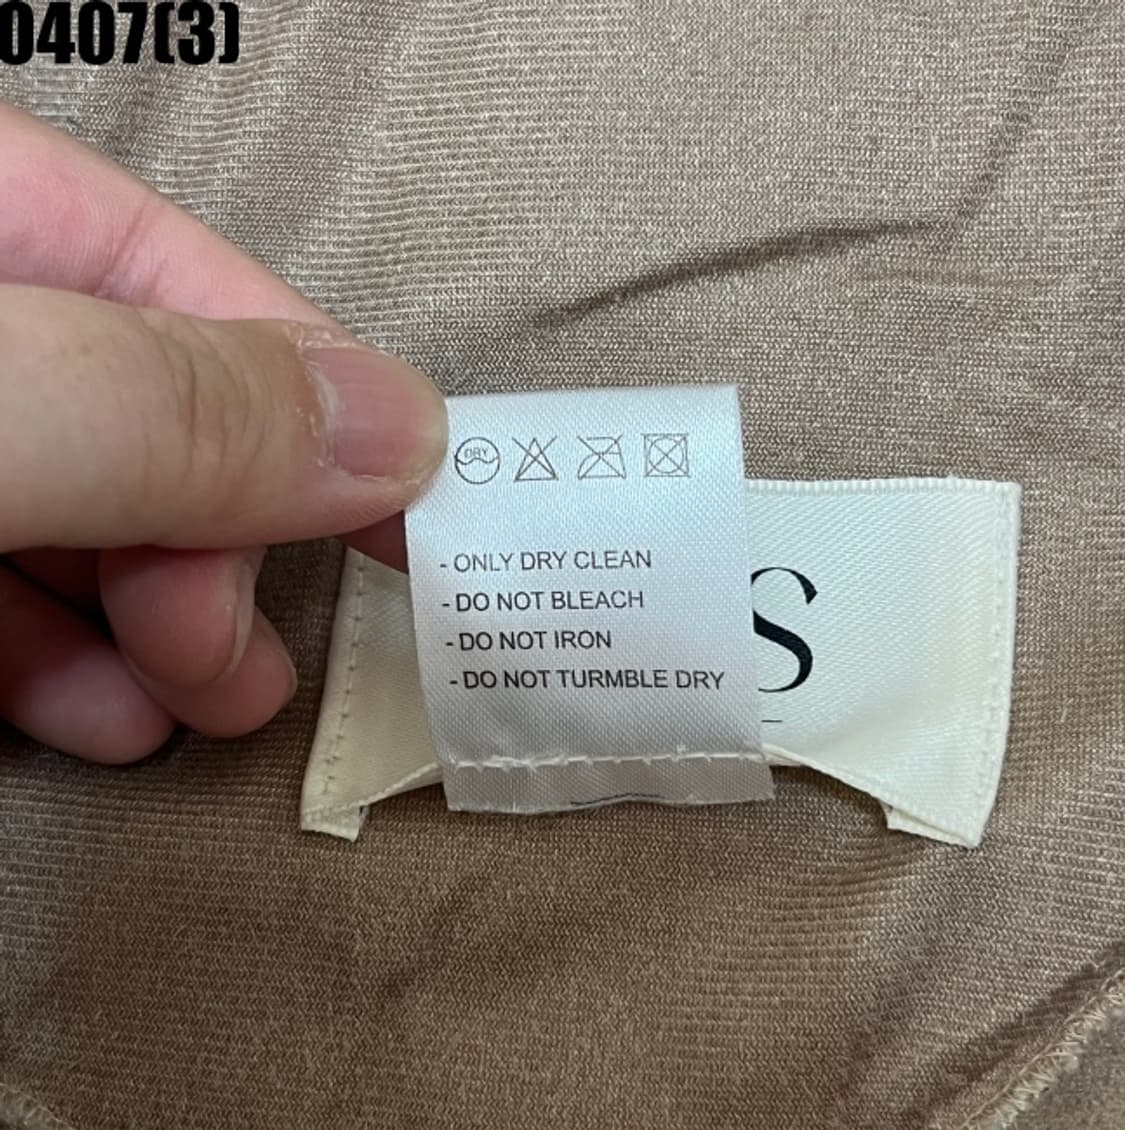 0407(3)
DRY
- ONLY DRY CLEAN
- DO NOT BLEACH
- DO NOT IRON
- DO NOT TURMBLE DRY
S